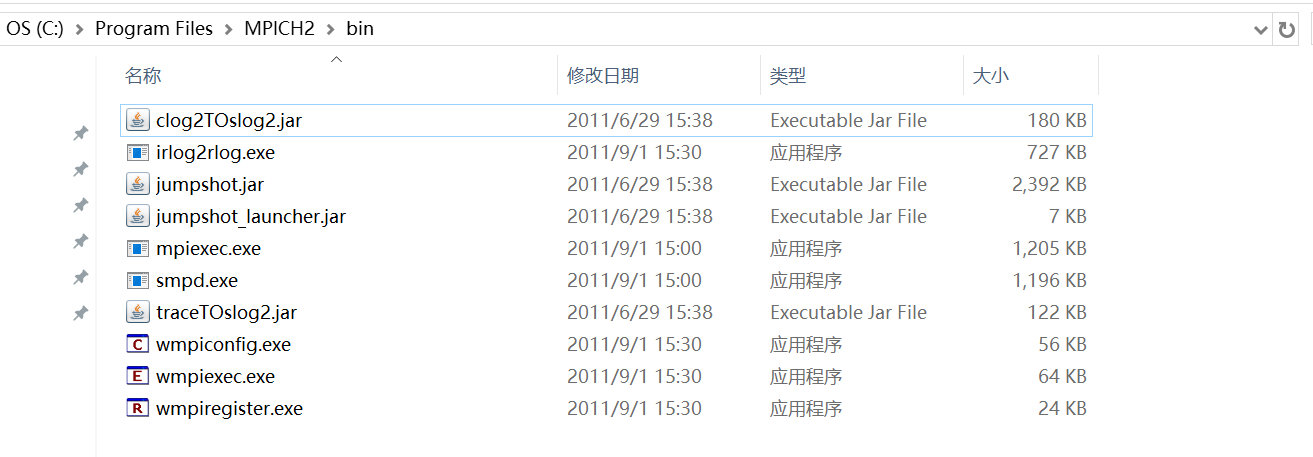 OS (C:) > Program Files > MPICH2 > bin
名称 修改日期 类型 大小
clog2TOslog2.jar 2011/6/29 15:38 Executable Jar File 180 KB
irlog2rlog.exe 2011/9/1 15:30 应用程序 727 KB
jumpshot.jar 2011/6/29 15:38 Executable Jar File 2,392 KB
jumpshot_launcher.jar 2011/6/29 15:38 Executable Jar File 7 KB
mpiexec.exe 2011/9/1 15:00 应用程序 1,205 KB
smpd.exe 2011/9/1 15:00 应用程序 1,196 KB
traceTOslog2.jar 2011/6/29 15:38 Executable Jar File 122 KB
C wmpiconfig.exe 2011/9/1 15:30 应用程序 56 KB
E wmpiexec.exe 2011/9/1 15:30 应用程序 64 KB
R wmpiregister.exe 2011/9/1 15:30 应用程序 24 KB